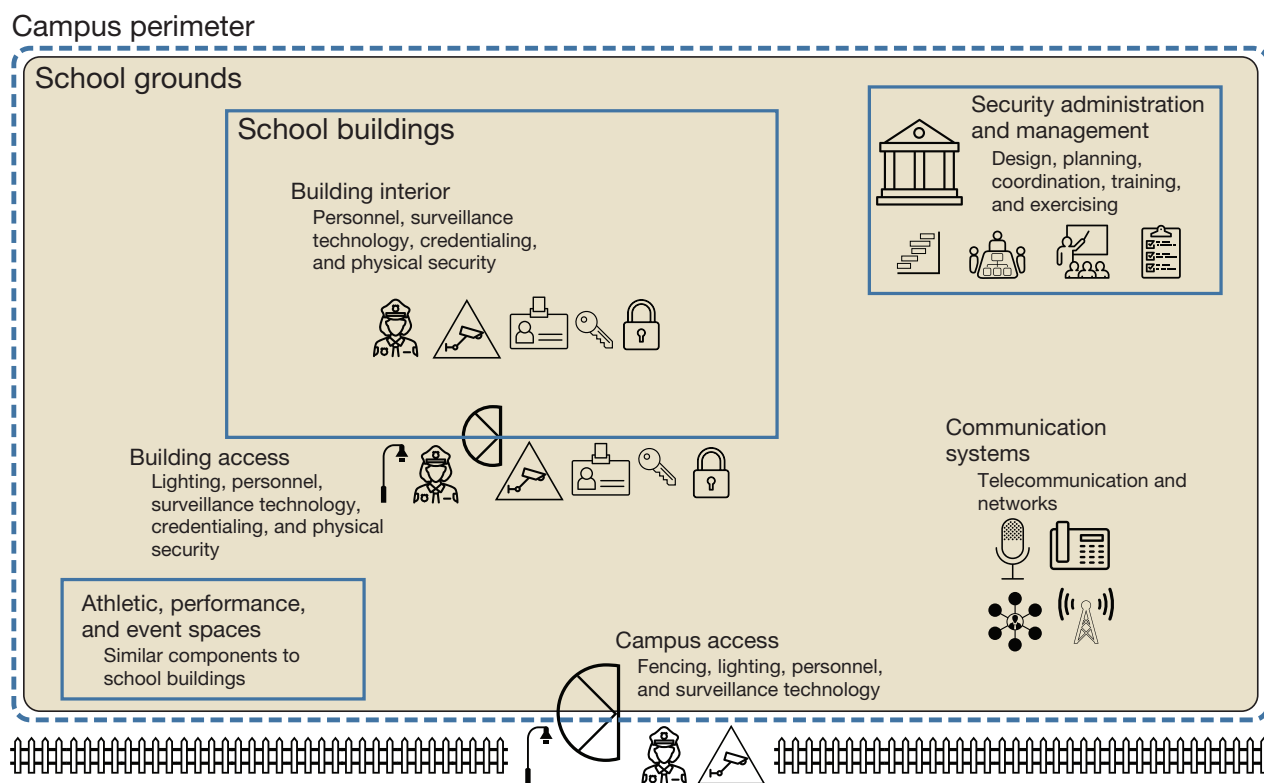 Campus perimeter
School grounds
School buildings
Building interior
Personnel, surveillance
technology, credentialing,
and physical security
Security administration
and management
Design, planning,
coordination, training,
and exercising
Building access
Lighting, personnel,
surveillance technology,
credentialing, and physical
security
Communication
systems
Telecommunication and
networks
Athletic, performance,
and event spaces
Similar components to
school buildings
Campus access
Fencing, lighting, personnel,
and surveillance technology